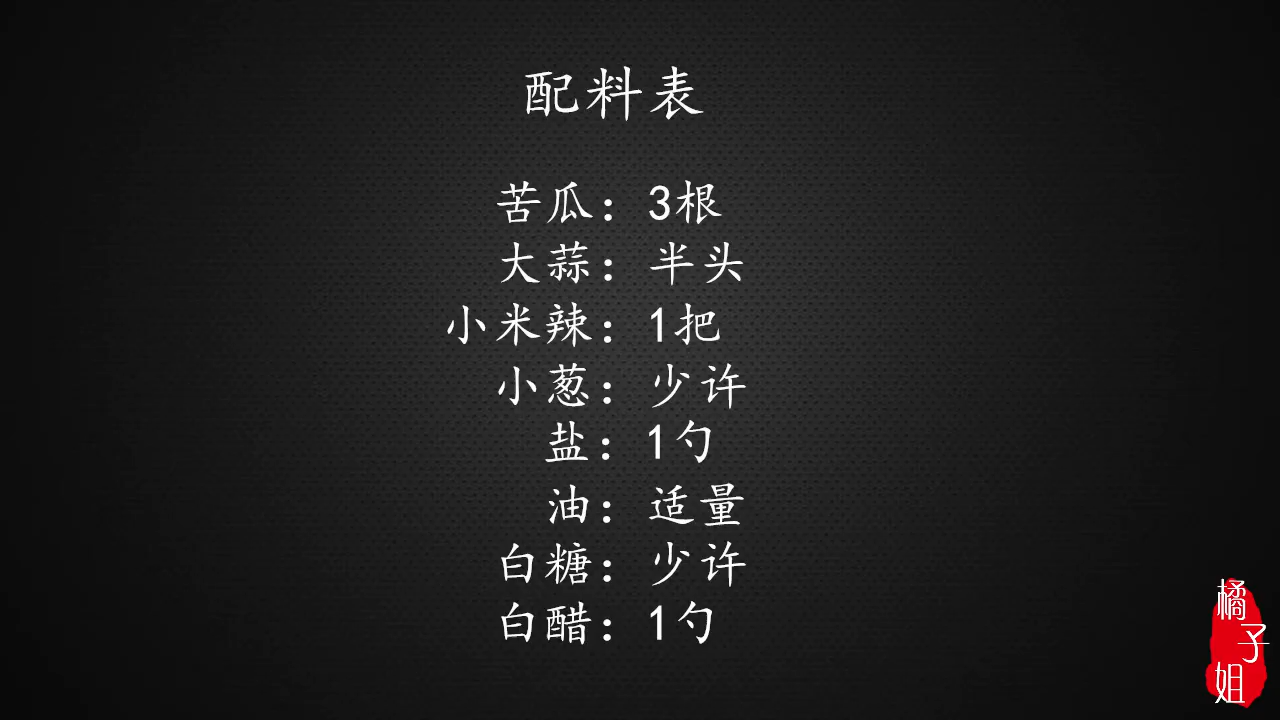 配料表
苦瓜：3根
大蒜：半头
小米辣：1把
小葱：少许
盐：1勺
油：适量
白糖：少许
白醋：1勺
橘子姐